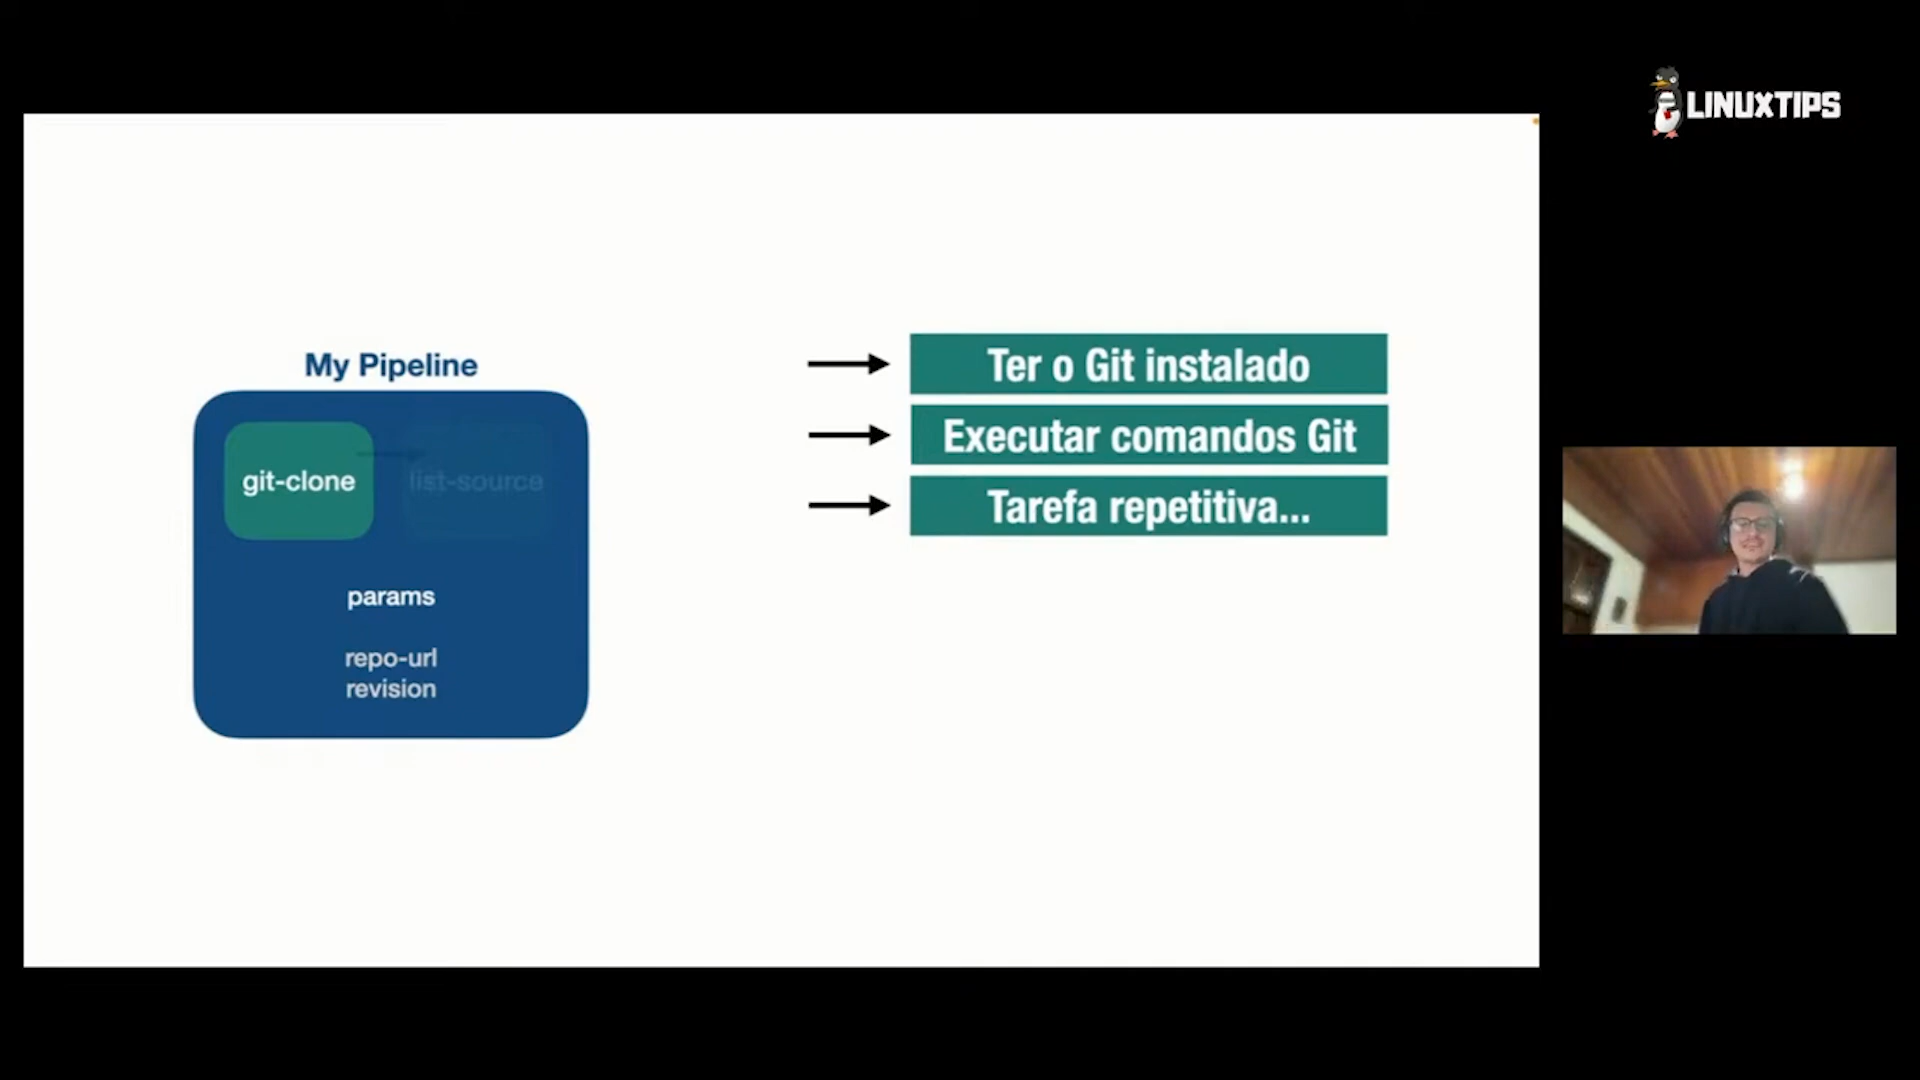 LINUXTIPS
My Pipeline
git-clone
list-source
params
repo-url
revision
Ter o Git instalado
Executar comandos Git
Tarefa repetitiva...